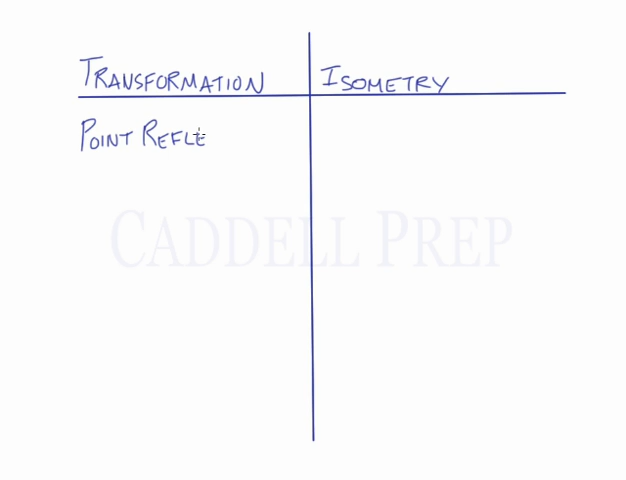 TRANSFORMATION
ISOMETRY
POINT REFLE
CADDELL PREP